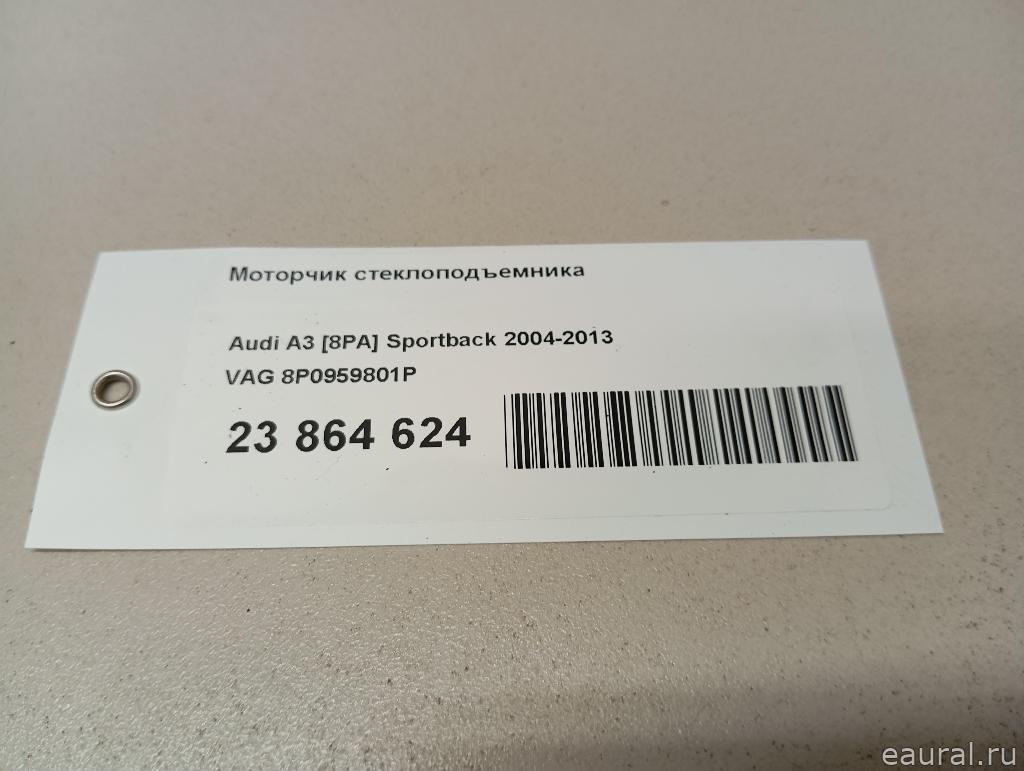 Моторчик стеклоподъемника
Audi A3 [8PA] Sportback 2004-2013
VAG 8P0959801P
23 864 624
eaural.ru